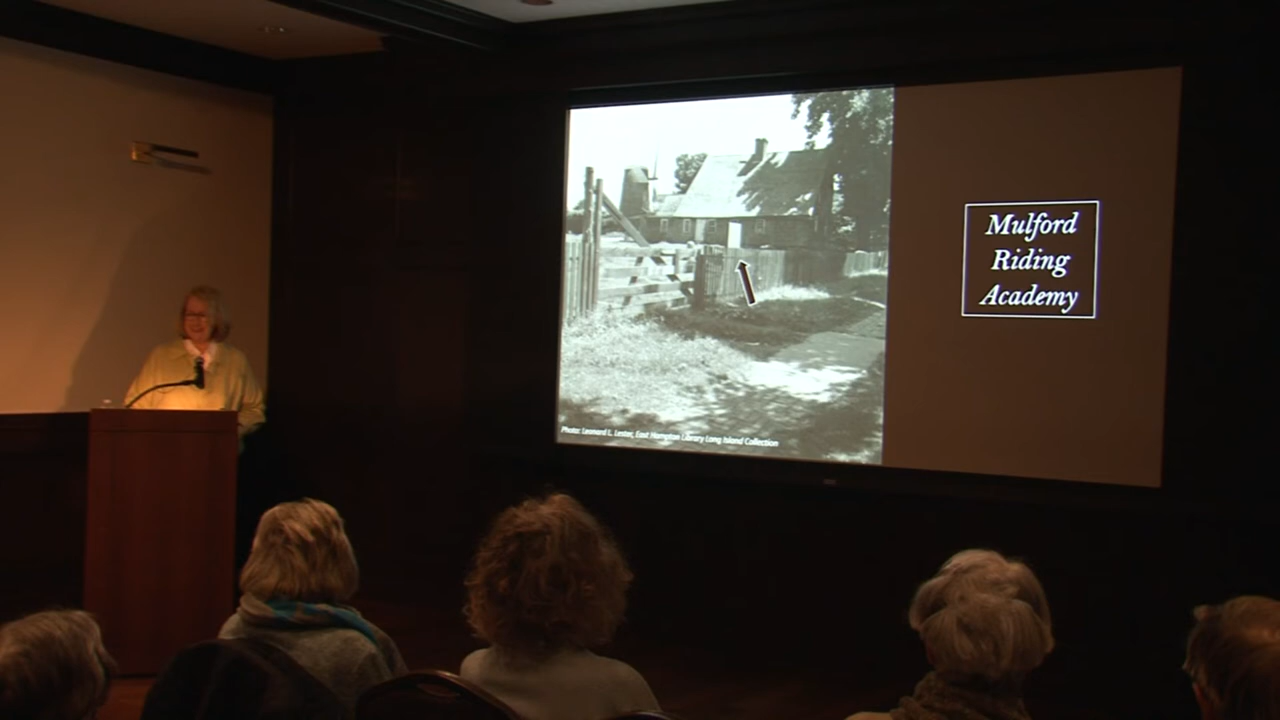 Mulford
Riding
Academy
Photo: Leonard L. Lester, East Hampton Library Long Island Collection